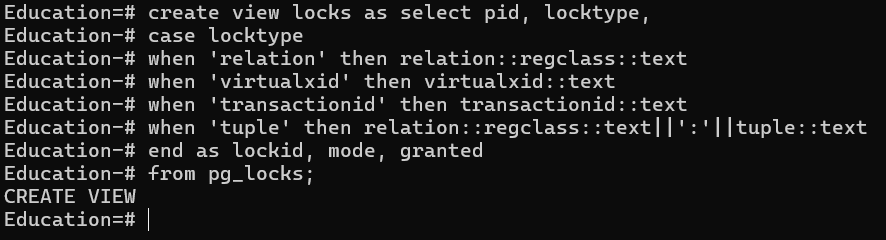 Education=# create view locks as select pid, locktype,
Education-# case locktype
Education-# when 'relation' then relation::regclass::text
Education-# when 'virtualxid' then virtualxid::text
Education-# when 'transactionid' then transactionid::text
Education-# when 'tuple' then relation::regclass::text||':'||tuple::text
Education-# end as lockid, mode, granted
Education-# from pg_locks;
CREATE VIEW
Education=#